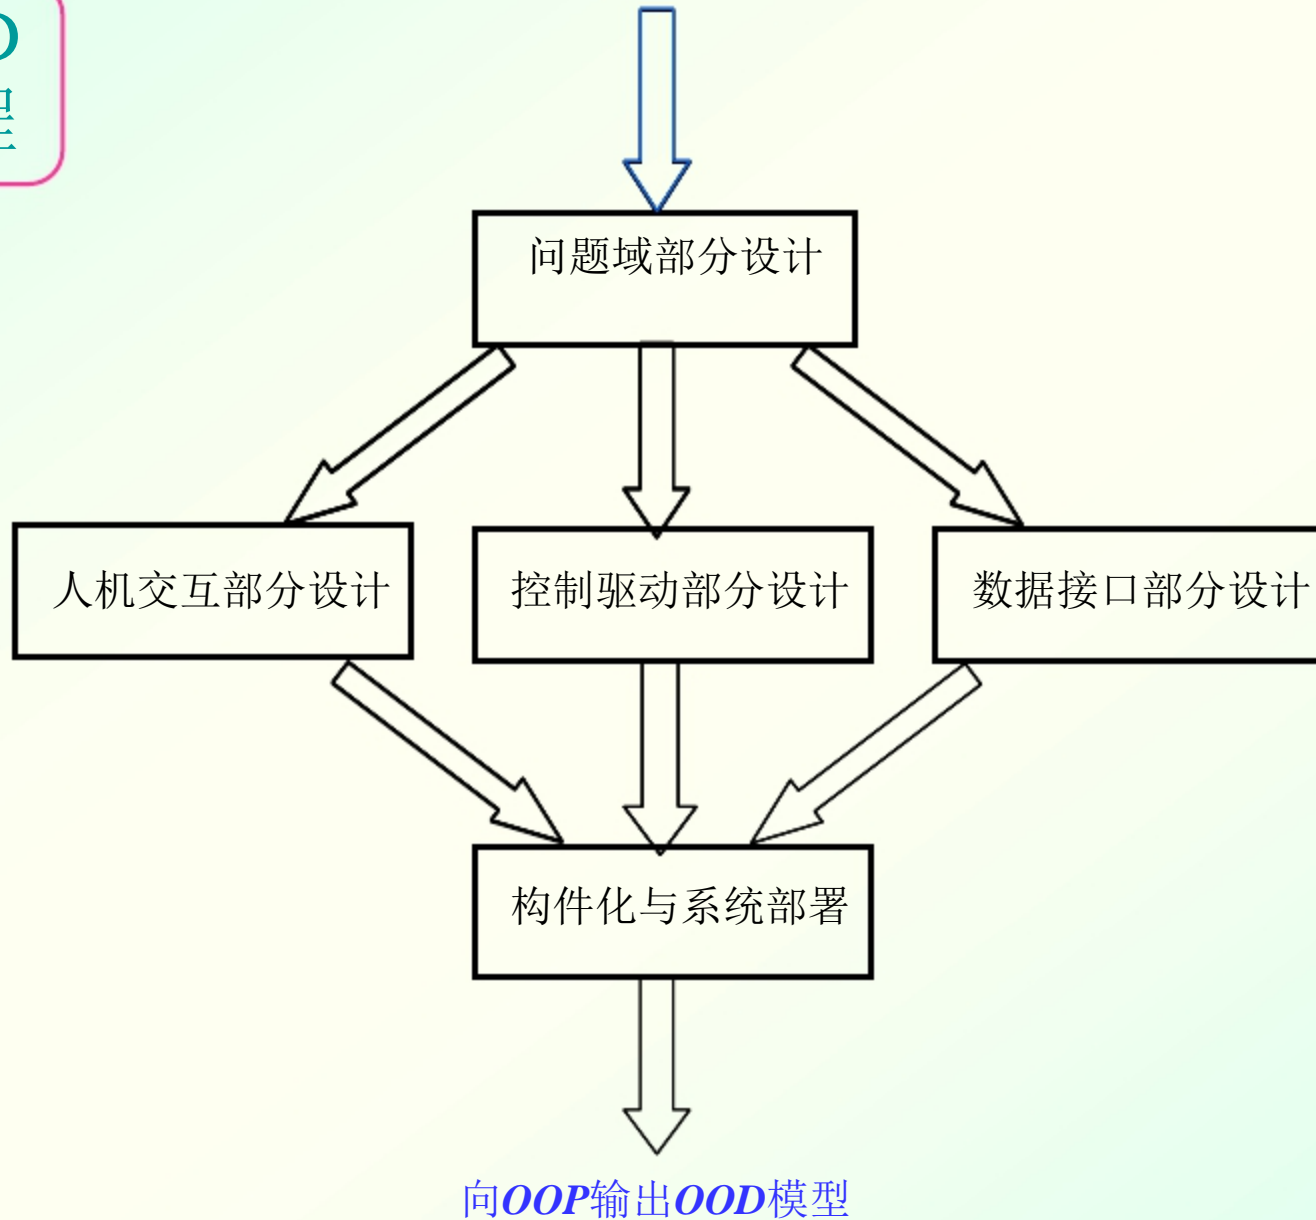 D
程
问题域部分设计
人机交互部分设计
控制驱动部分设计
数据接口部分设计
构件化与系统部署
向OOP输出OOD模型